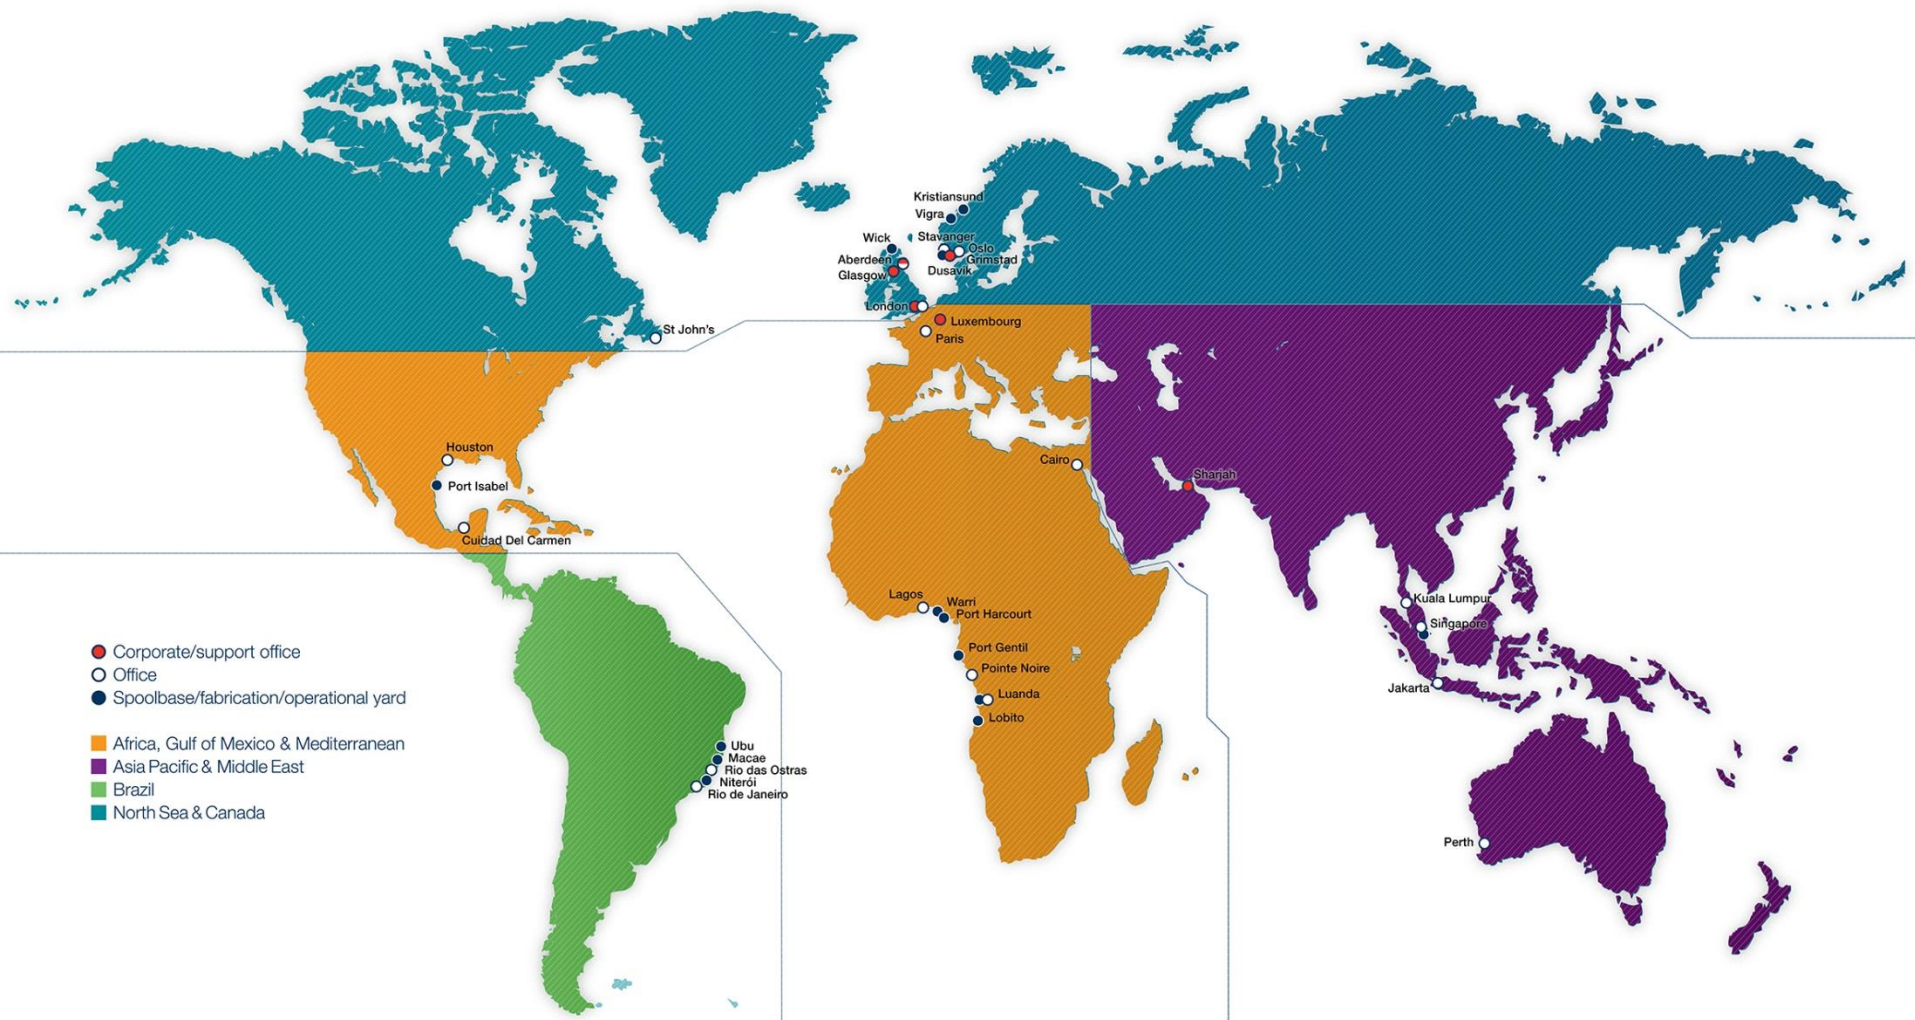 Kristiansund
Vigra
Wick
Stavanger
Oslo
Aberdeen
Grimstad
Glasgow
Dusavik
London
St John's
Luxembourg
Paris
Houston
Cairo
Port Isabel
Sharjah
Cuidad Del Carmen
Lagos
Warri
Port Harcourt
Kuala Lumpur
Singapore
Port Gentil
Pointe Noire
Jakarta
Luanda
Lobito
Corporate/support office
Office
Spoolbase/fabrication/operational yard
Africa, Gulf of Mexico & Mediterranean
Asia Pacific & Middle East
Brazil
North Sea & Canada
Ubu
Macae
Rio das Ostras
Niterói
Rio de Janeiro
Perth